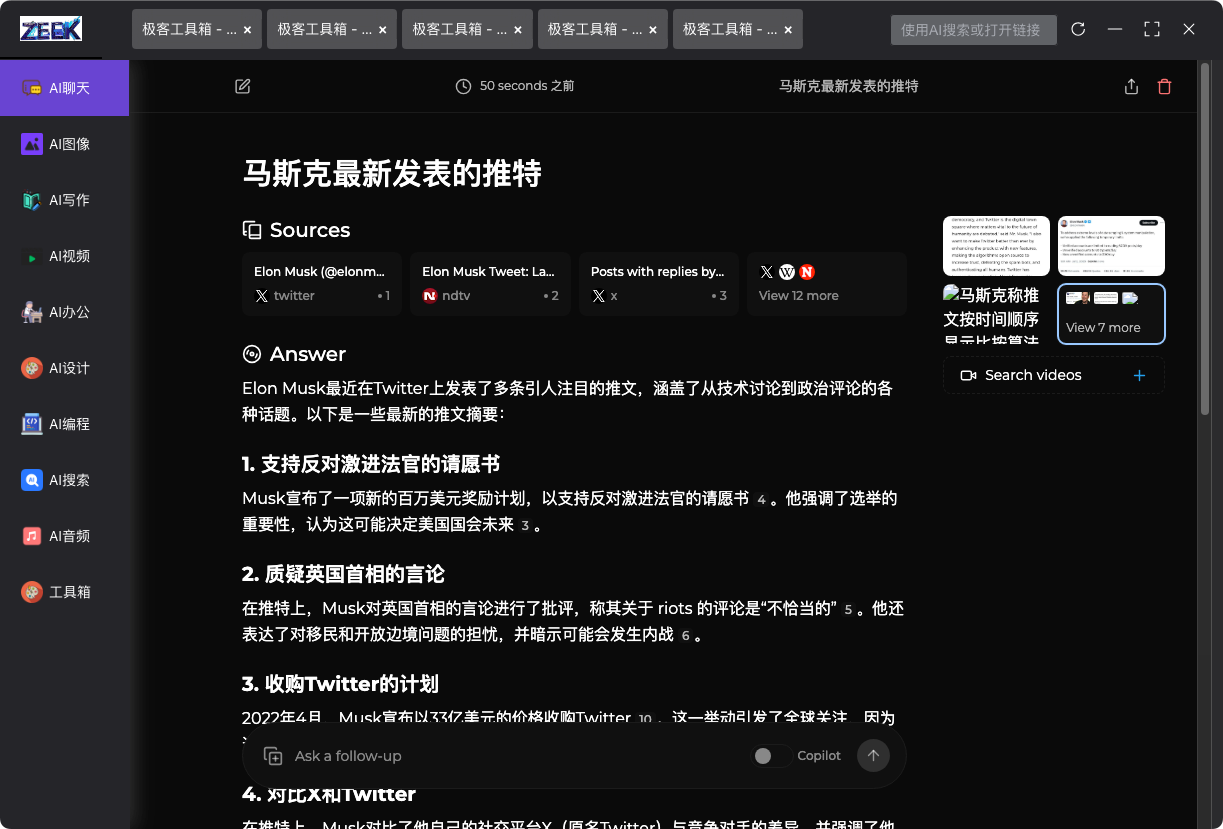 ZEEK
极客工具箱 - ... ×
极客工具箱 - ... ×
极客工具箱 - ... ×
极客工具箱 - ... ×
极客工具箱 - ... ×
使用AI搜索或打开链接
AI聊天
AI图像
AI写作
AI视频
AI办公
AI设计
AI编程
AI搜索
AI音频
工具箱
50 seconds 之前
马斯克最新发表的推特
马斯克最新发表的推特
Sources
Elon Musk (@elonm...
twitter • 1
Elon Musk Tweet: La...
ndtv • 2
Posts with replies by...
x • 3
View 12 more
马斯克称推
文按时间顺序
显示比按算法
View 7 more
Search videos
Answer
Elon Musk最近在Twitter上发表了多条引人注目的推文，涵盖了从技术讨论到政治评论的各
种话题。以下是一些最新的推文摘要：
1. 支持反对激进法官的请愿书
Musk宣布了一项新的百万美元奖励计划，以支持反对激进法官的请愿书 4 。他强调了选举的
重要性，认为这可能决定美国国会未来 3 。
2. 质疑英国首相的言论
在推特上，Musk对英国首相的言论进行了批评，称其关于 riots 的评论是“不恰当的” 5 。他还
表达了对移民和开放边境问题的担忧，并暗示可能会发生内战 6 。
3. 收购Twitter的计划
2022年4月，Musk宣布以33亿美元的价格收购Twitter 10 。这一举动引发了全球关注，因为
Ask a follow-up
Copilot
4. 对比X和Twitter
在推特上，Musk对比了他自己的社交平台X（原名Twitter）与竞争对手的差异，并强调了他